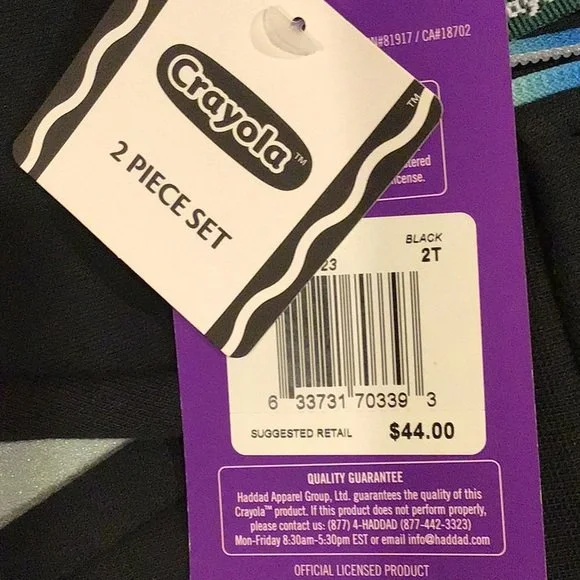 Crayola™
2 PIECE SET
™
N#81917 / CA#18702
license.
23
BLACK
2T
6 33731 70339 3
SUGGESTED RETAIL $44.00
QUALITY GUARANTEE
Haddad Apparel Group, Ltd. guarantees the quality of this
Crayola™ product. If this product does not perform properly,
please contact us: (877) 4-HADDAD (877-442-3323)
Mon-Friday 8:30am-5:30pm EST or email info@haddad.com
OFFICIAL LICENSED PRODUCT